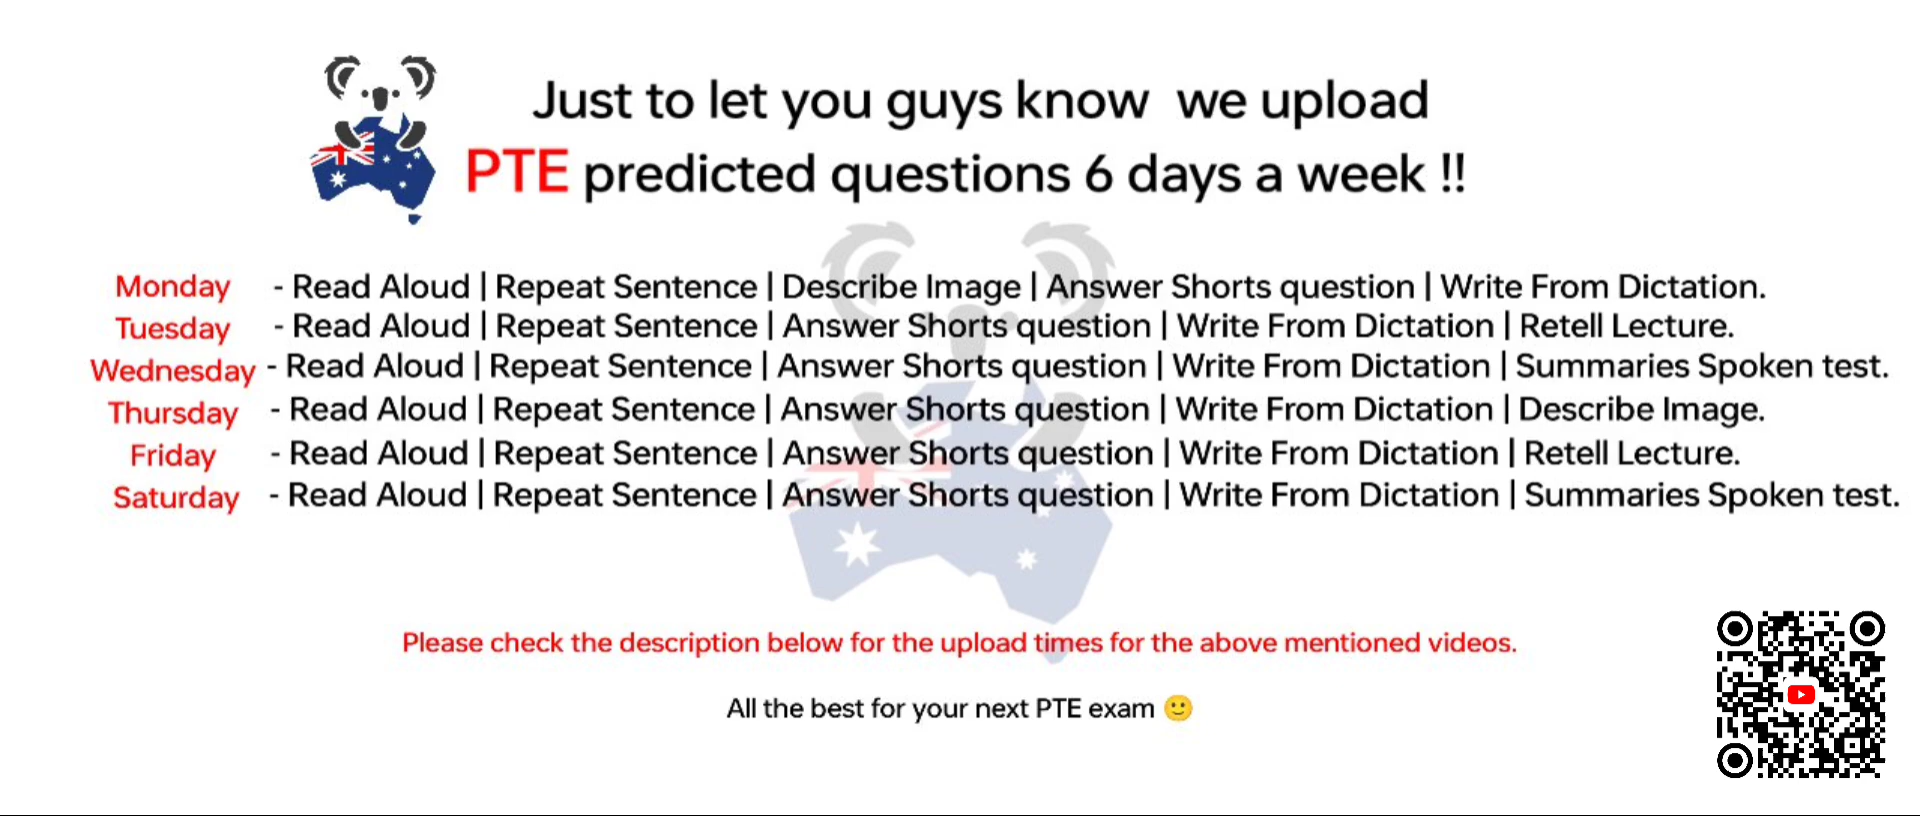 Just to let you guys know we upload
PTE predicted questions 6 days a week !!
Monday - Read Aloud | Repeat Sentence | Describe Image | Answer Shorts question | Write From Dictation.
Tuesday - Read Aloud | Repeat Sentence | Answer Shorts question | Write From Dictation | Retell Lecture.
Wednesday - Read Aloud | Repeat Sentence | Answer Shorts question | Write From Dictation | Summaries Spoken test.
Thursday - Read Aloud | Repeat Sentence | Answer Shorts question | Write From Dictation | Describe Image.
Friday - Read Aloud | Repeat Sentence | Answer Shorts question | Write From Dictation | Retell Lecture.
Saturday - Read Aloud | Repeat Sentence | Answer Shorts question | Write From Dictation | Summaries Spoken test.
Please check the description below for the upload times for the above mentioned videos.
All the best for your next PTE exam 🙂